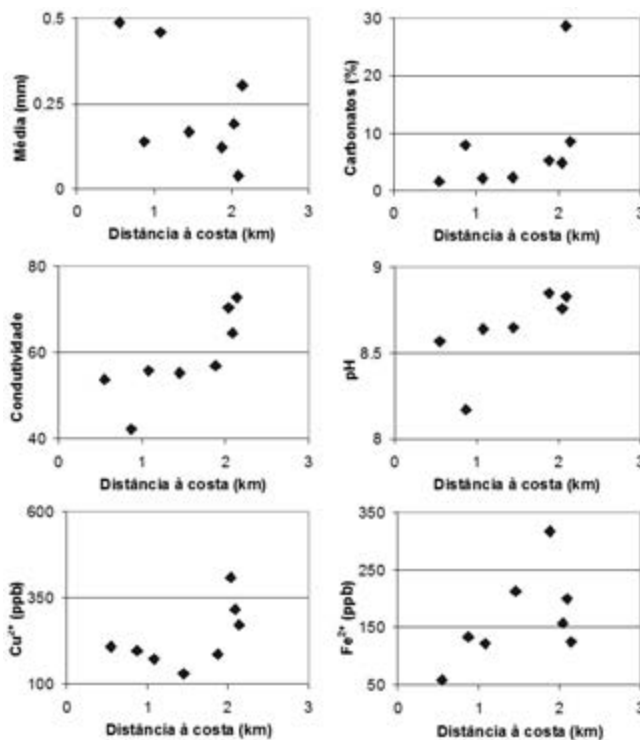 0.5
0.25
0
Média (mm)
0 1 2 3
Distância à costa (km)
30
20
10
0
Carbonatos (%)
0 1 2 3
Distância à costa (km)
80
60
40
Condutividade
0 1 2 3
Distância à costa (km)
9
8.5
8
pH
0 1 2 3
Distância à costa (km)
600
350
100
Cu²⁺ (ppb)
0 1 2 3
Distância à costa (km)
350
250
150
50
Fe²⁺ (ppb)
0 1 2 3
Distância à costa (km)